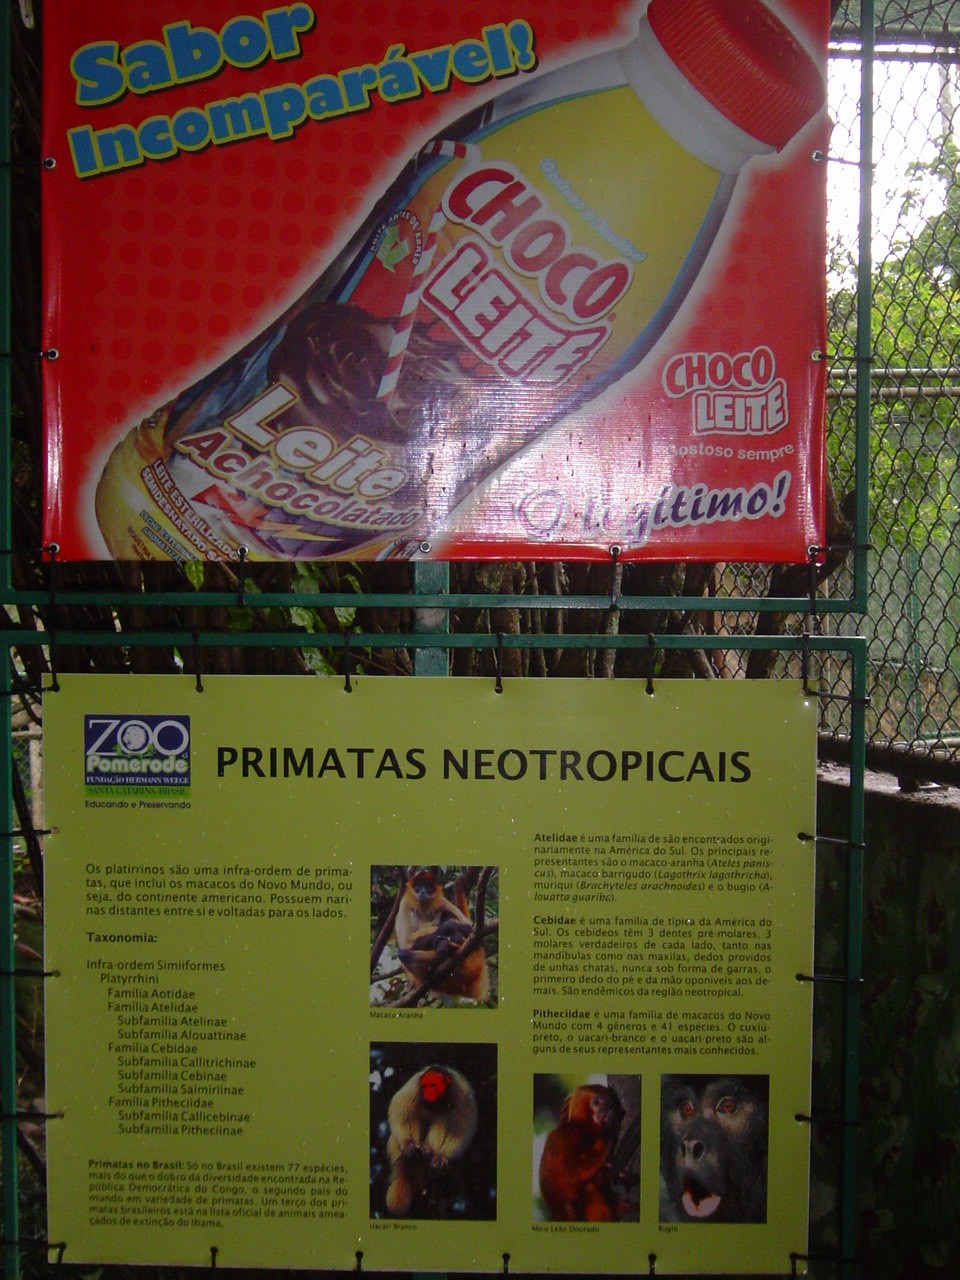 Sabor
Incomparável!
CHOCO
LEITE
Leite
Achocolatado
LEITE ESTERILIZADO
SEMIDESNATADO
CHOCO
LEITE
Gostoso sempre
O legítimo!
ZOO
Pomerode
FUNDAÇÃO HERMANN WEEGE
SANTA CATARINA-BRASIL
Educando e Preservando
PRIMATAS NEOTROPICAIS
Os platirrinos são uma infra-ordem de prima-
tas, que inclui os macacos do Novo Mundo, ou
seja, do continente americano. Possuem nari-
nas distantes entre si e voltadas para os lados.
Taxonomia:
Infra-ordem Simiiformes
Platyrrhini
Família Aotidae
Família Atelidae
Subfamília Atelinae
Subfamília Alouattinae
Família Cebidae
Subfamília Callitrichinae
Subfamília Cebinae
Subfamília Saimiriinae
Família Pitheciidae
Subfamília Callicebinae
Subfamília Pitheciinae
Primatas no Brasil: Só no Brasil existem 77 espécies,
mais do que o dobro da diversidade encontrada na Re-
pública Democrática do Congo, o segundo país do
mundo em variedade de primatas. Um terço dos pri-
matas brasileiros está na lista oficial de animais amea-
çados de extinção do Ibama.
Macaco Aranha
Uacari Branco
Atelidae é uma família de são encontrados origi-
nariamente na América do Sul. Os principais re-
presentantes são o macaco-aranha (Ateles panis-
cus), macaco-barrigudo (Lagothrix lagothricha),
muriqui (Brachyteles arachnoides) e o bugio (A-
louatta guariba).
Cebidae é uma família de típica da América do
Sul. Os cebídeos têm 3 dentes pré-molares, 3
molares verdadeiros de cada lado, tanto nas
mandíbulas como nas maxilas, dedos providos
de unhas chatas, nunca sob forma de garras, o
primeiro dedo do pé e da mão oponíveis aos de-
mais. São endêmicos da região neotropical.
Pitheciidae é uma família de macacos do Novo
Mundo com 4 gêneros e 41 espécies. O cuxiú-
preto, o uacari-branco e o uacari-preto são al-
guns de seus representantes mais conhecidos.
Mico Leão Dourado
Bugio